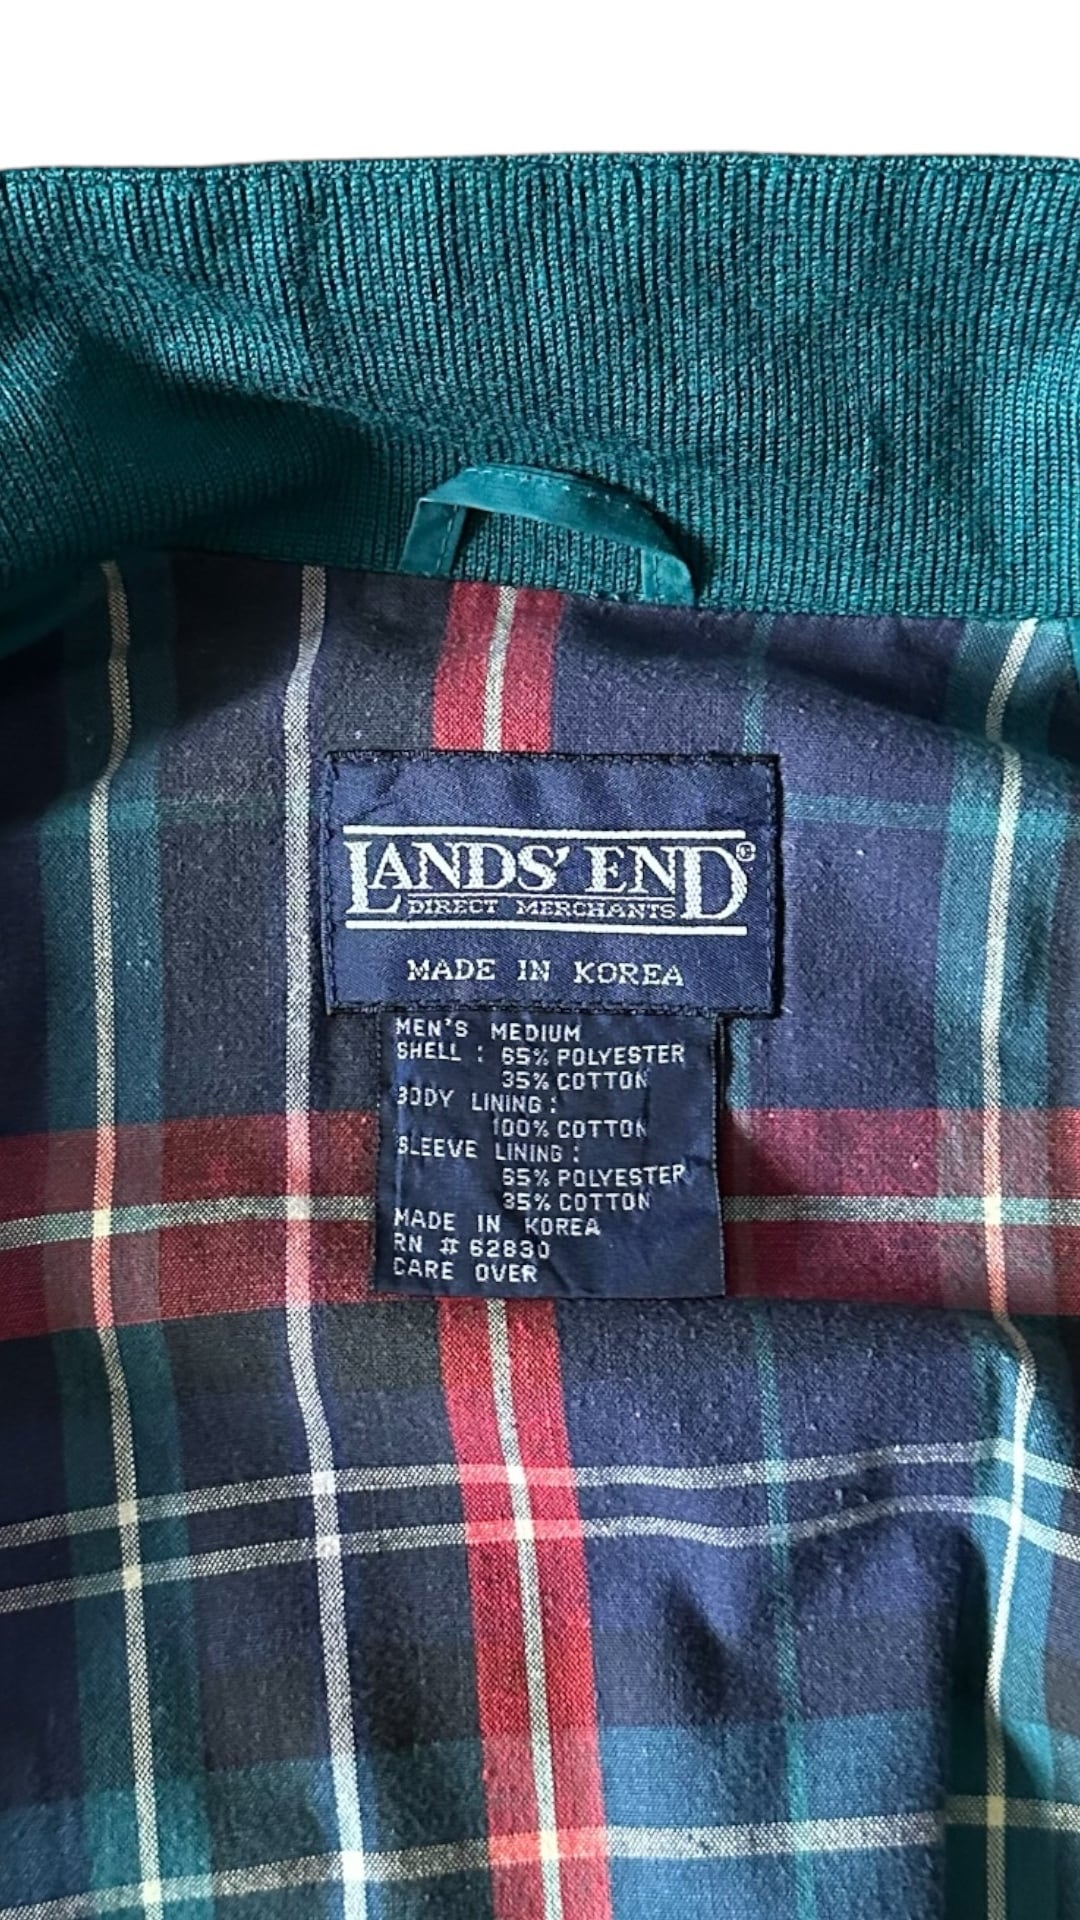 LANDS' END®
DIRECT MERCHANTS
MADE IN KOREA
MEN'S MEDIUM
SHELL : 65% POLYESTER
35% COTTON
BODY LINING :
100% COTTON
SLEEVE LINING :
65% POLYESTER
35% COTTON
MADE IN KOREA
RN # 62830
CARE OVER